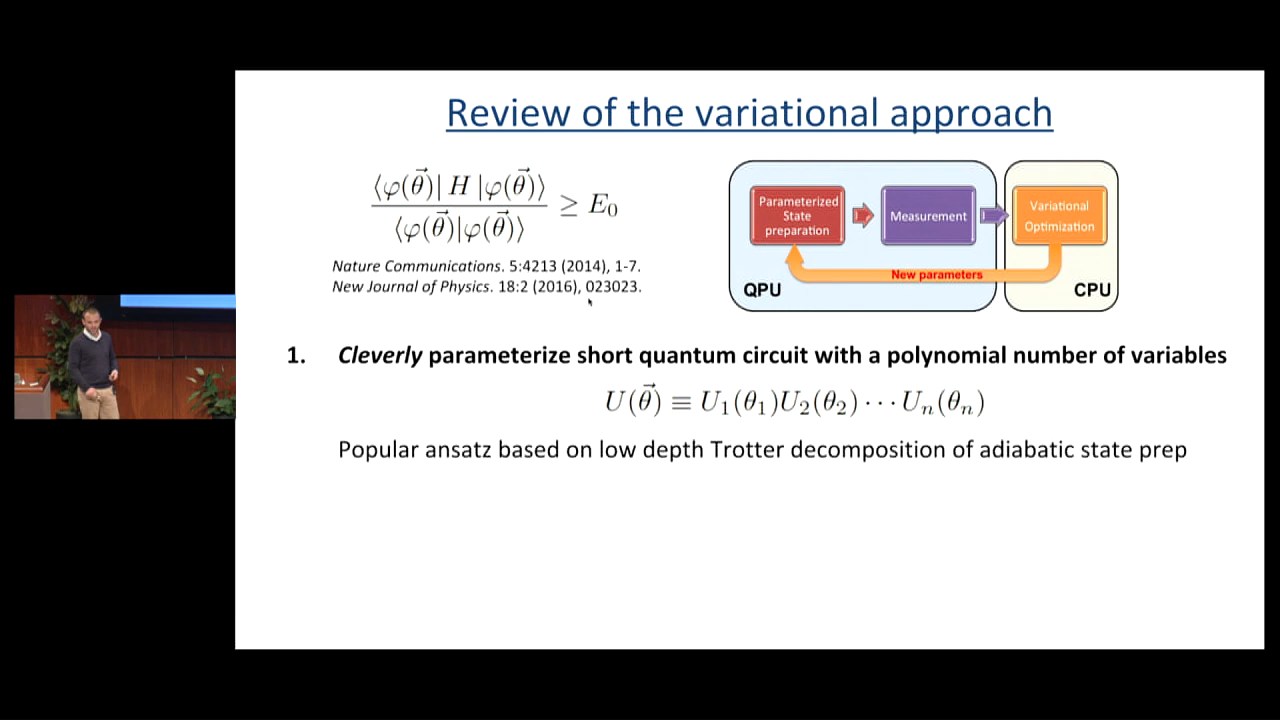 Review of the variational approach
⟨φ(θ⃗)| H |φ(θ⃗)⟩
⟨φ(θ⃗)|φ(θ⃗)⟩
≥ E₀
Nature Communications. 5:4213 (2014), 1-7.
New Journal of Physics. 18:2 (2016), 023023.
Parameterized
State
preparation
Measurement
Variational
Optimization
New parameters
QPU
CPU
1. Cleverly parameterize short quantum circuit with a polynomial number of variables
U(θ⃗) ≡ U₁(θ₁)U₂(θ₂) ⋯ Uₙ(θₙ)
Popular ansatz based on low depth Trotter decomposition of adiabatic state prep